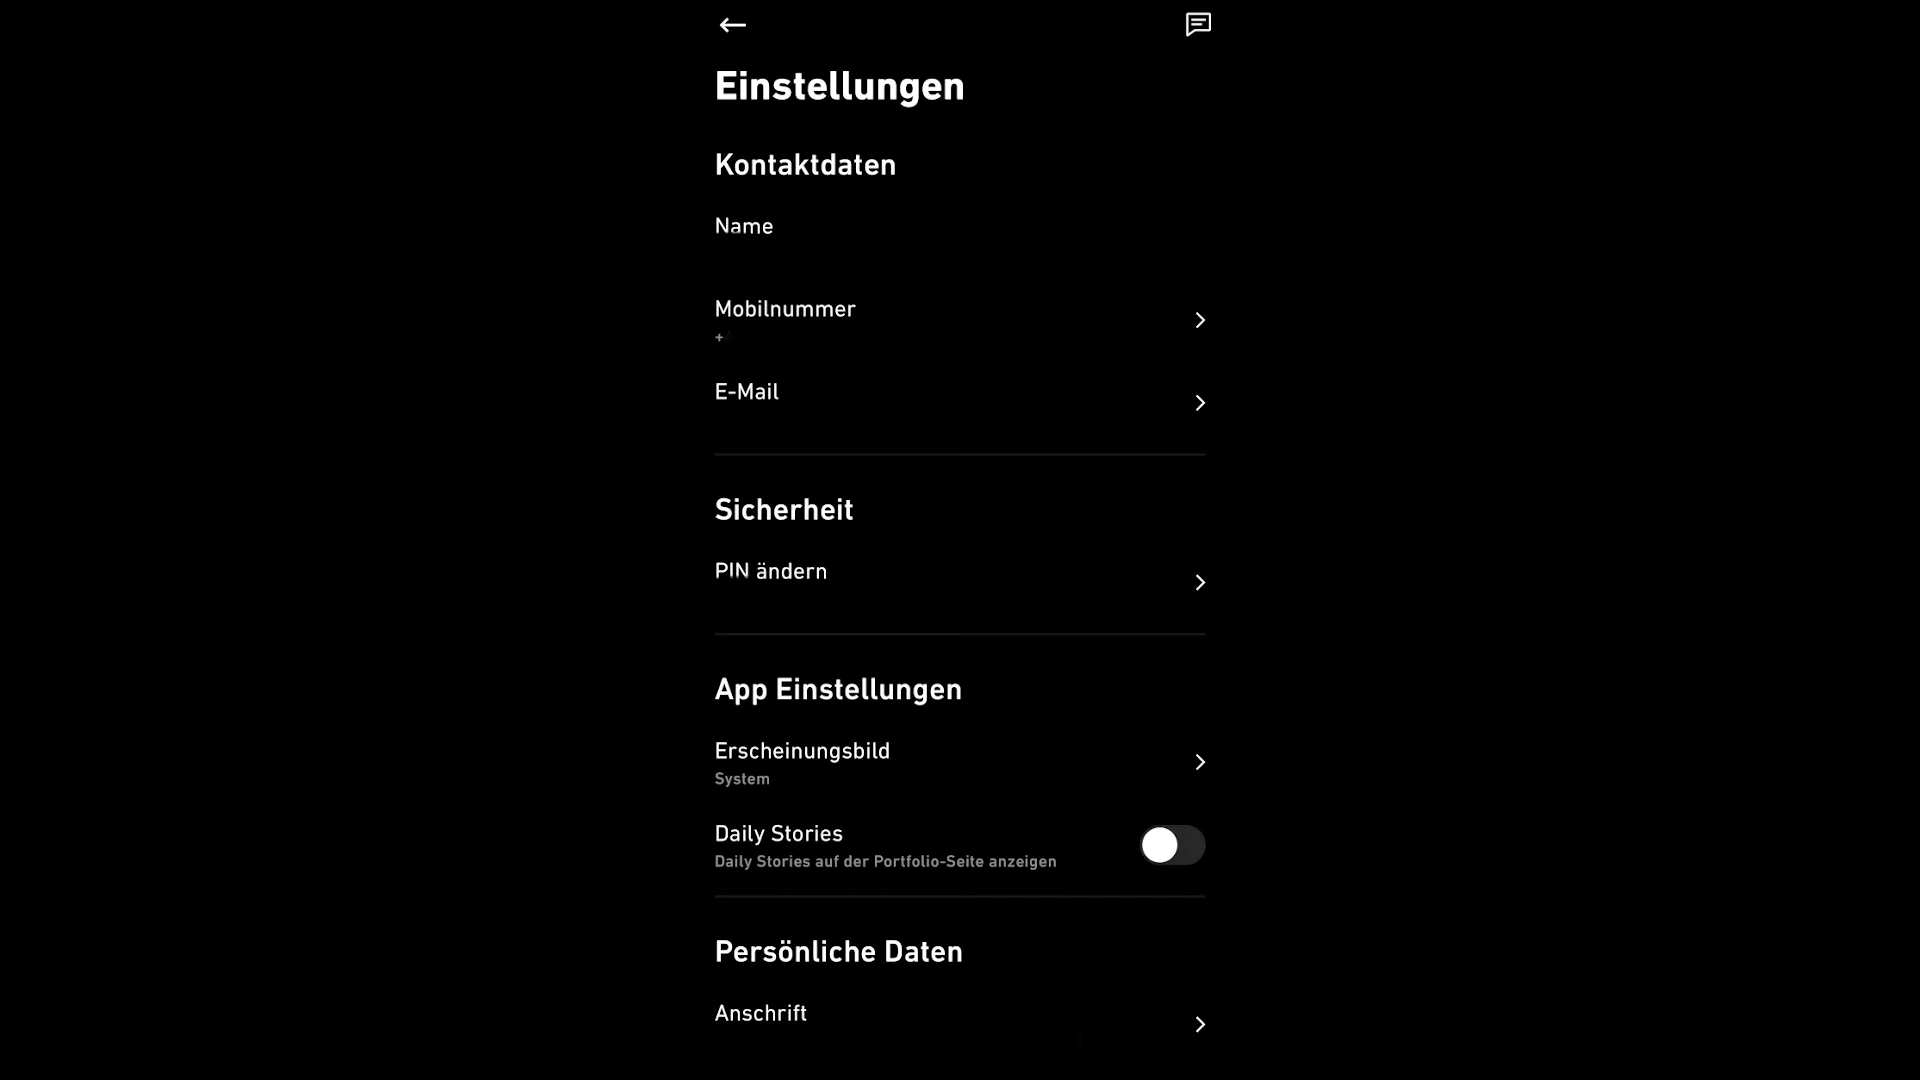 Einstellungen
Kontaktdaten
Name
Mobilnummer
+
E-Mail
Sicherheit
PIN ändern
App Einstellungen
Erscheinungsbild
System
Daily Stories
Daily Stories auf der Portfolio-Seite anzeigen
Persönliche Daten
Anschrift